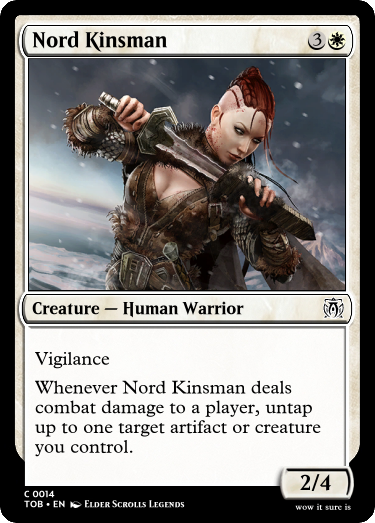 Nord Kinsman 3
Creature — Human Warrior
Vigilance
Whenever Nord Kinsman deals
combat damage to a player, untap
up to one target artifact or creature
you control.
2/4
C 0014
TOB • EN Elder Scrolls Legends
wow it sure is